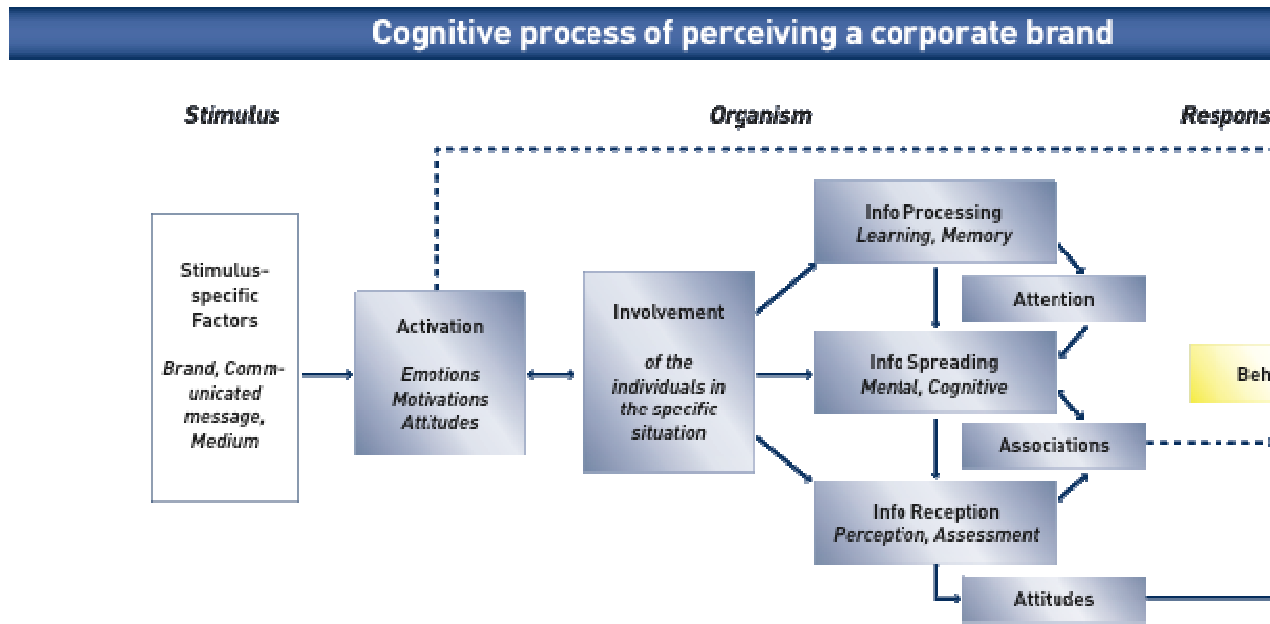 Cognitive process of perceiving a corporate brand
Stimulus
Organism
Respons
Stimulus-
specific
Factors
Brand, Comm-
unicated
message,
Medium
Activation
Emotions
Motivations
Attitudes
Involvement
of the
individuals in
the specific
situation
Info Processing
Learning, Memory
Attention
Info Spreading
Mental, Cognitive
Associations
Info Reception
Perception, Assessment
Attitudes
Beh